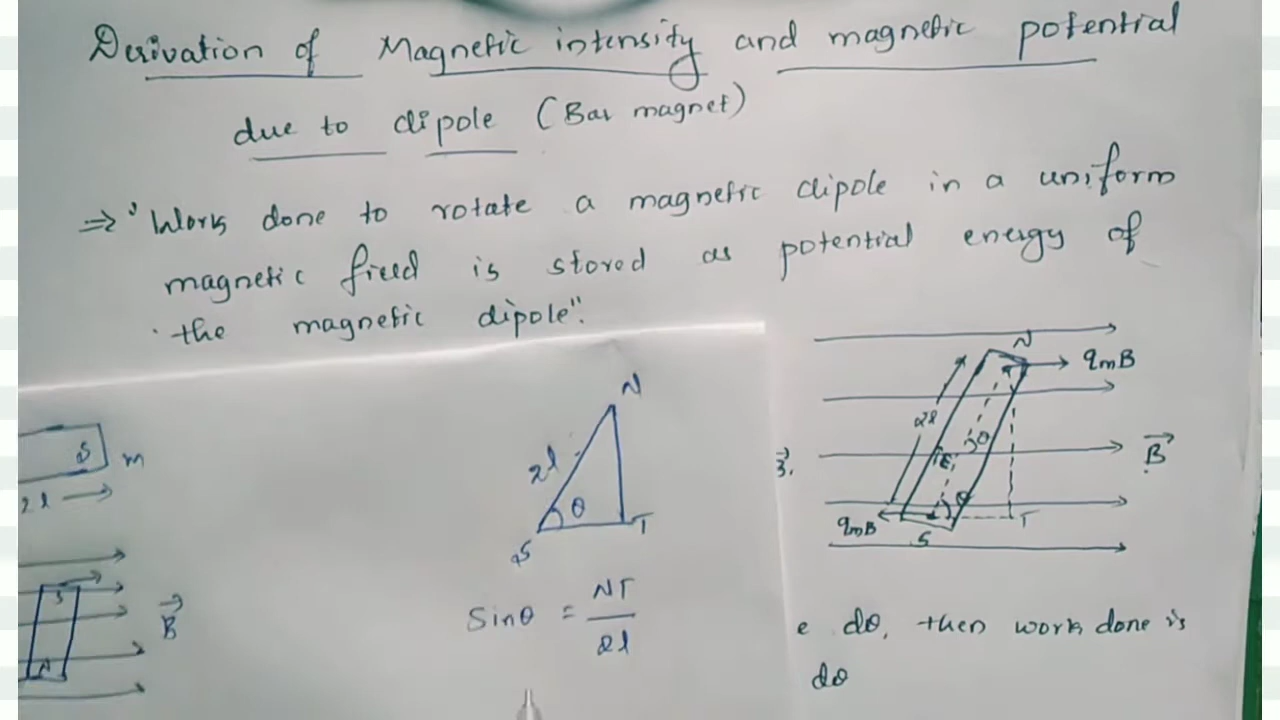 Derivation of Magnetic intensity and magnetic potential
due to dipole (Bar magnet)
⇒ 'Work done to rotate a magnetic dipole in a uniform
magnetic field is stored as potential energy of
the magnetic dipole".
S m
2l →
S
B⃗
N
N
2l
θ
S T
Sinθ = NT / 2l
N qmB
2l
θ
B⃗
θ
qmB S T
e dθ, then work done is
dθ